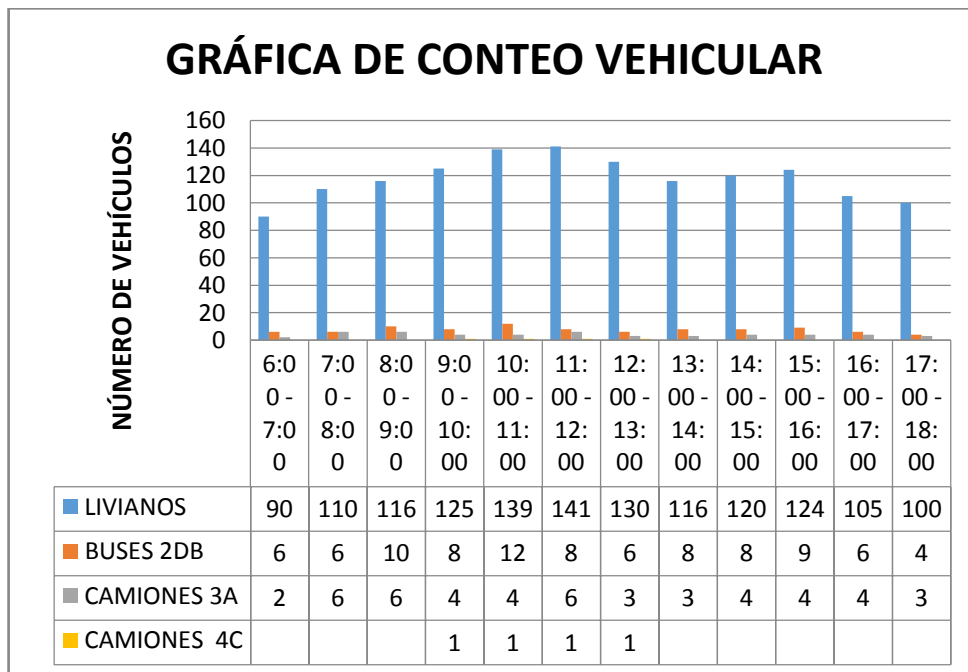 GRÁFICA DE CONTEO VEHICULAR
NÚMERO DE VEHÍCULOS
160
140
120
100
80
60
40
20
0
6:0 7:0 8:0 9:0 10: 11: 12: 13: 14: 15: 16: 17:
0 - 0 - 0 - 0 - 00 - 00 - 00 - 00 - 00 - 00 - 00 - 00 -
7:0 8:0 9:0 10: 11: 12: 13: 14: 15: 16: 17: 18:
0 0 0 00 00 00 00 00 00 00 00 00
LIVIANOS 90 110 116 125 139 141 130 116 120 124 105 100
BUSES 2DB 6 6 10 8 12 8 6 8 8 9 6 4
CAMIONES 3A 2 6 6 4 4 6 3 3 4 4 4 3
CAMIONES 4C 1 1 1 1